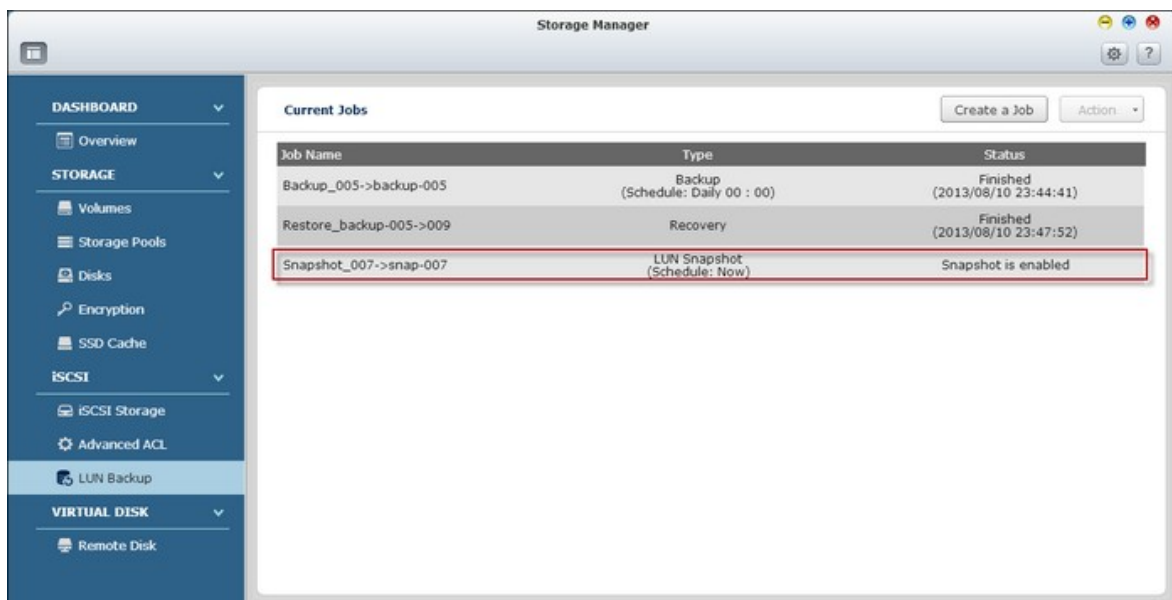 Storage Manager
?
DASHBOARD
Overview
STORAGE
Volumes
Storage Pools
Disks
Encryption
SSD Cache
iSCSI
iSCSI Storage
Advanced ACL
LUN Backup
VIRTUAL DISK
Remote Disk
Current Jobs
Create a Job
Action
Job Name Type Status
Backup_005->backup-005 Backup Finished
(Schedule: Daily 00 : 00) (2013/08/10 23:44:41)
Restore_backup-005->009 Recovery Finished
(2013/08/10 23:47:52)
Snapshot_007->snap-007 LUN Snapshot Snapshot is enabled
(Schedule: Now)